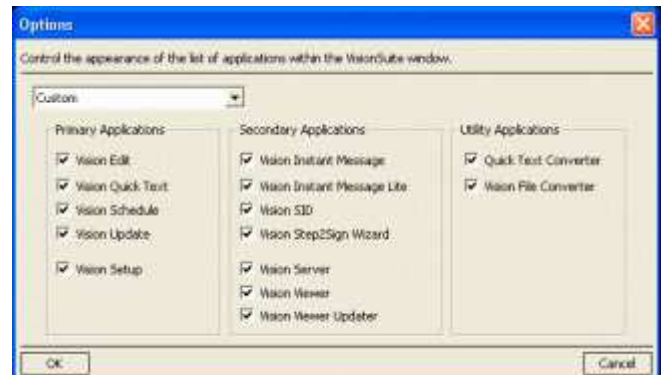 Options
Control the appearance of the list of applications within the VisionSuite window.
Custom
Primary Applications
Vision Edit
Vision Quick Text
Vision Schedule
Vision Update
Vision Setup
Secondary Applications
Vision Instant Message
Vision Instant Message Lite
Vision SID
Vision Step2Sign Wizard
Vision Server
Vision Viewer
Vision Viewer Updater
Utility Applications
Quick Text Converter
Vision File Converter
OK
Cancel